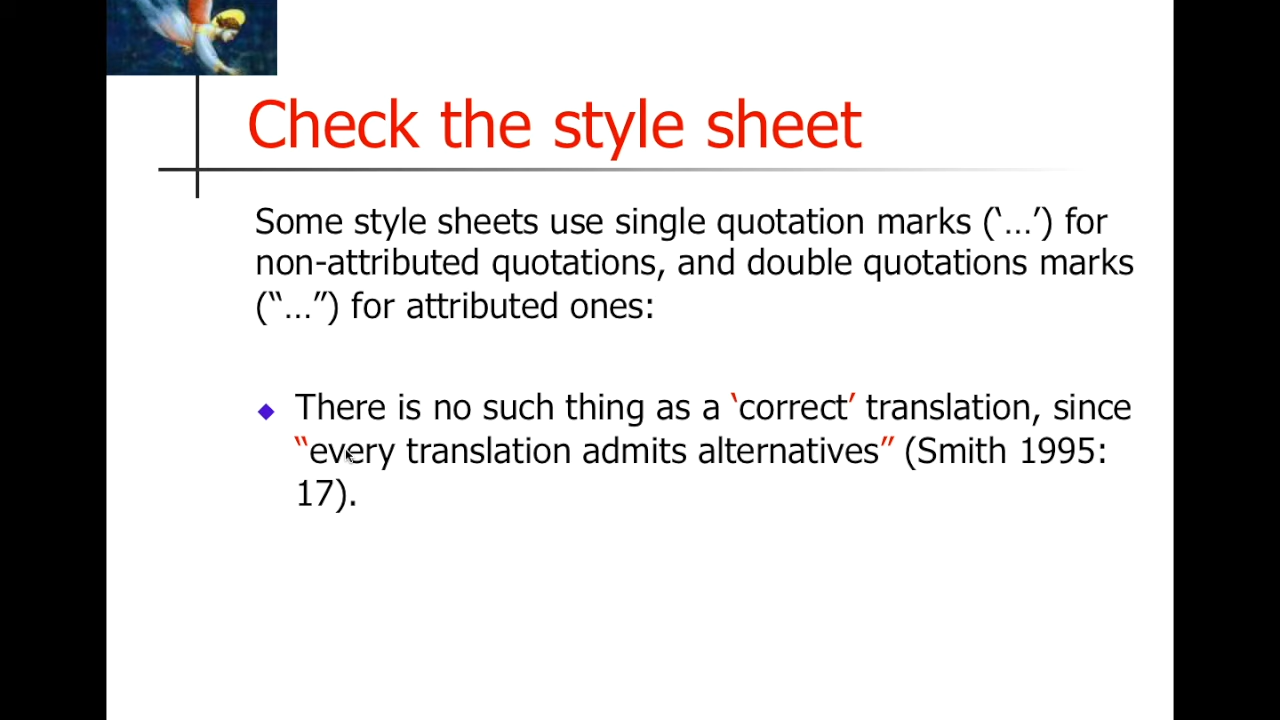 Check the style sheet
Some style sheets use single quotation marks (‘…’) for
non-attributed quotations, and double quotations marks
(“…”) for attributed ones:
There is no such thing as a ‘correct’ translation, since
“every translation admits alternatives” (Smith 1995:
17).